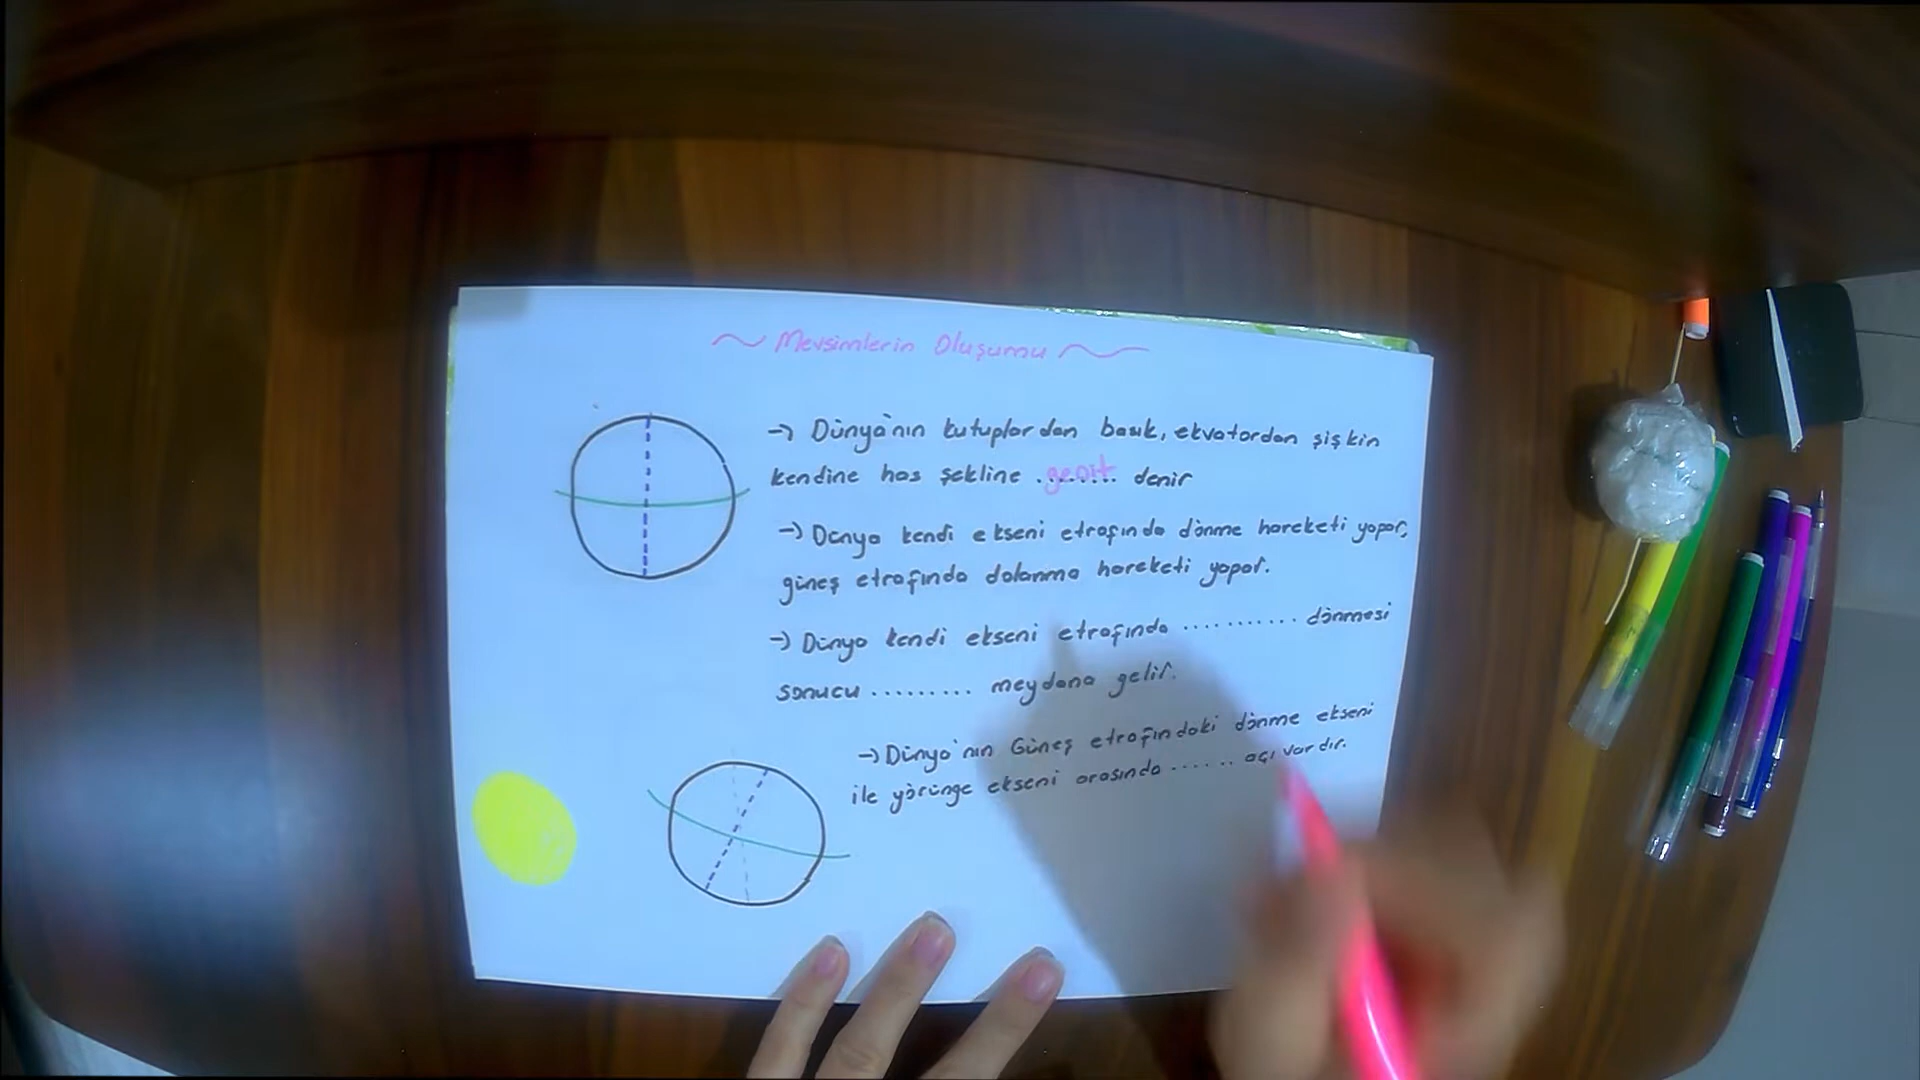 Mevsimlerin Oluşumu
→ Dünya'nın kutuplardan basık, ekvatordan şişkin
kendine has şekline ..geoit.. denir
→ Dünya kendi ekseni etrafında dönme hareketi yapar,
güneş etrafında dolanma hareketi yapar.
→ Dünya kendi ekseni etrafında ........... dönmesi
sonucu ......... meydana gelir.
→ Dünya'nın Güneş etrafındaki dönme ekseni
ile yörünge ekseni arasında ...... açı vardır.